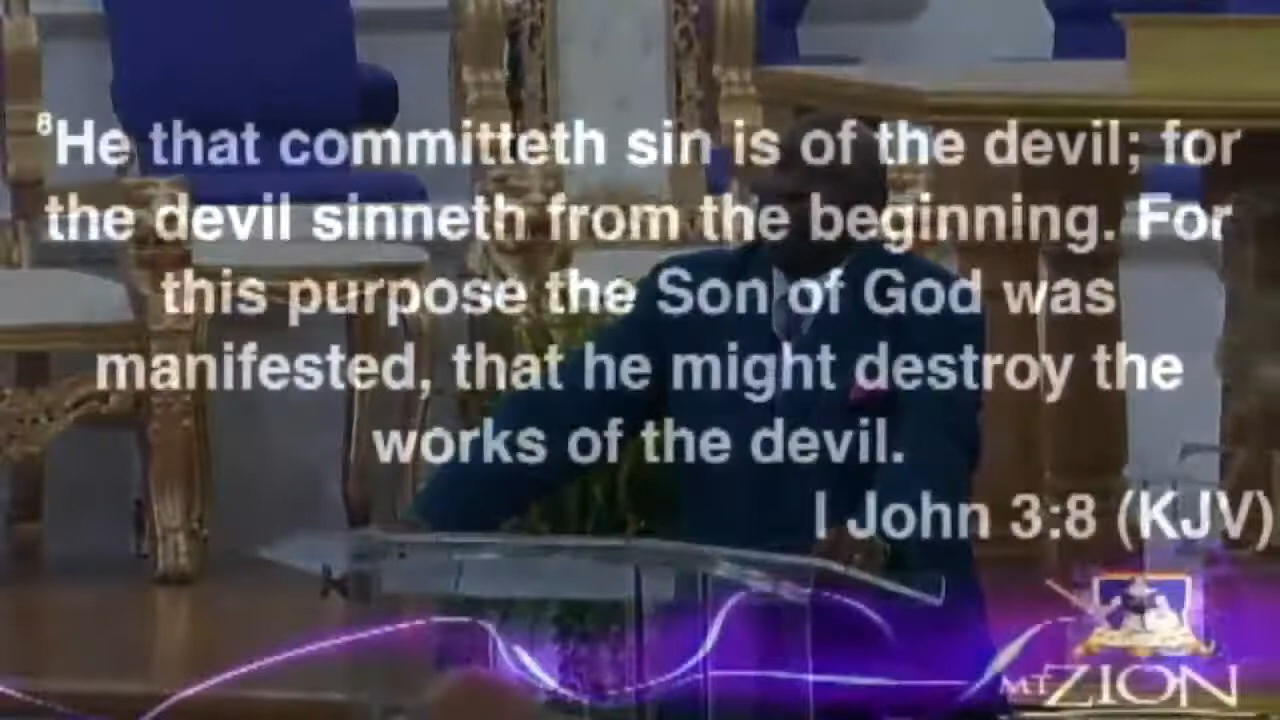 ⁸He that committeth sin is of the devil; for
the devil sinneth from the beginning. For
this purpose the Son of God was
manifested, that he might destroy the
works of the devil.
I John 3:8 (KJV)
MT ZION